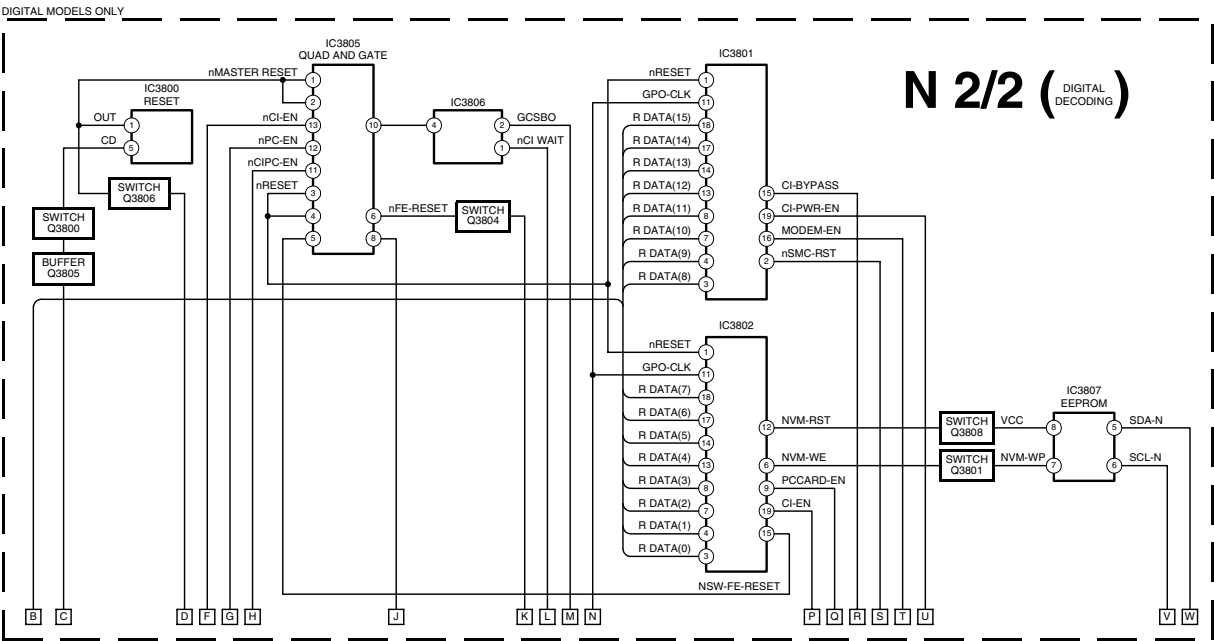 DIGITAL MODELS ONLY
N 2/2 ( DIGITAL DECODING )
IC3800
RESET
OUT
1
CD
5
SWITCH
Q3806
SWITCH
Q3800
BUFFER
Q3805
IC3805
QUAD AND GATE
nMASTER RESET
1
2
nCI-EN
13
nPC-EN
12
nCIPC-EN
11
nRESET
3
4
5
10
6
8
nFE-RESET
SWITCH
Q3804
IC3806
4
2
GCSBO
1
nCI WAIT
IC3801
nRESET
1
GPO-CLK
11
R DATA(15)
18
R DATA(14)
17
R DATA(13)
14
R DATA(12)
13
R DATA(11)
8
R DATA(10)
7
R DATA(9)
4
R DATA(8)
3
15
CI-BYPASS
19
CI-PWR-EN
16
MODEM-EN
2
nSMC-RST
IC3802
nRESET
1
GPO-CLK
11
R DATA(7)
18
R DATA(6)
17
R DATA(5)
14
R DATA(4)
13
R DATA(3)
8
R DATA(2)
7
R DATA(1)
4
R DATA(0)
3
12
NVM-RST
6
NVM-WE
9
PCCARD-EN
19
CI-EN
15
NSW-FE-RESET
SWITCH
Q3808
VCC
SWITCH
Q3801
NVM-WP
IC3807
EEPROM
8
7
5
SDA-N
6
SCL-N
B C D F G H J K L M N P Q R S T U V W